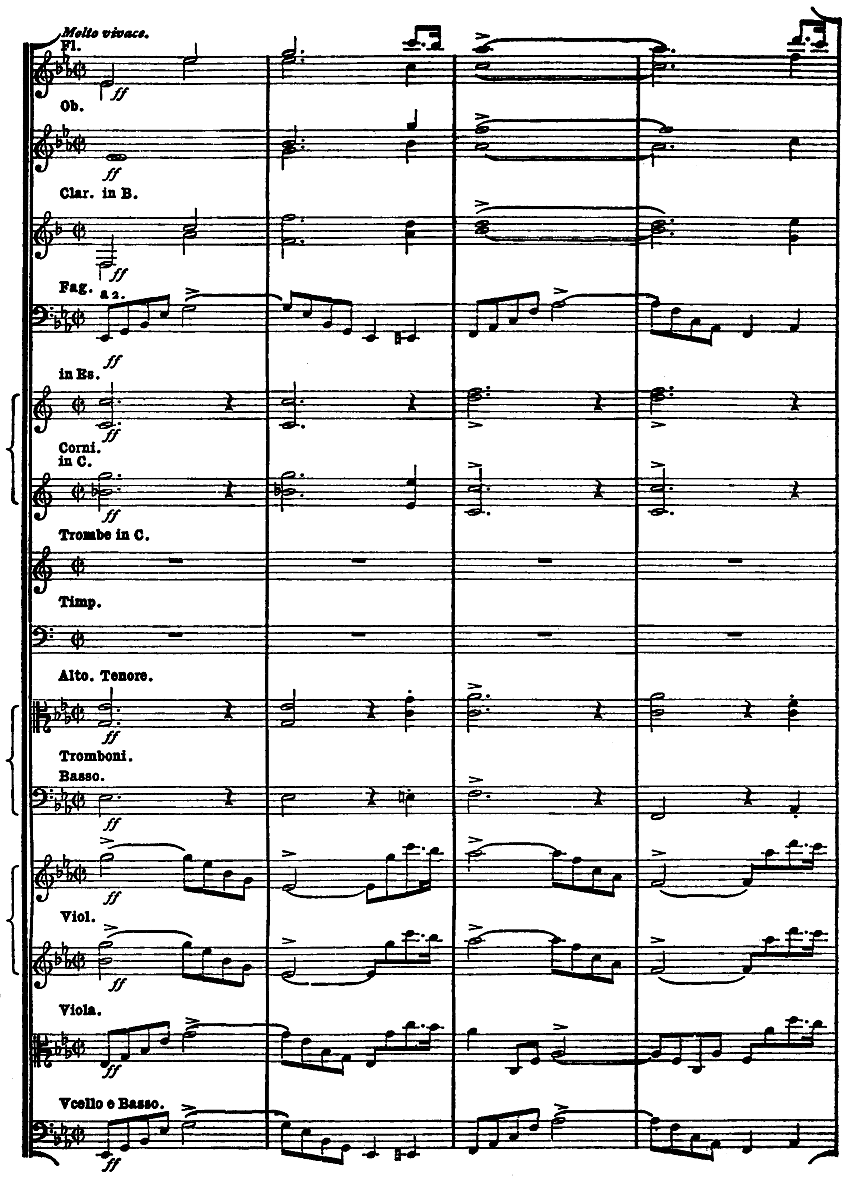 Molto vivace.
Fl.
ff
Ob.
ff
Clar. in B.
ff
Fag.
a 2.
ff
in Es.
ff
Corni.
in C.
ff
Trombe in C.
Timp.
Alto. Tenore.
ff
Tromboni.
Basso.
ff
ff
Viol.
ff
Viola.
ff
Vcello e Basso.
ff